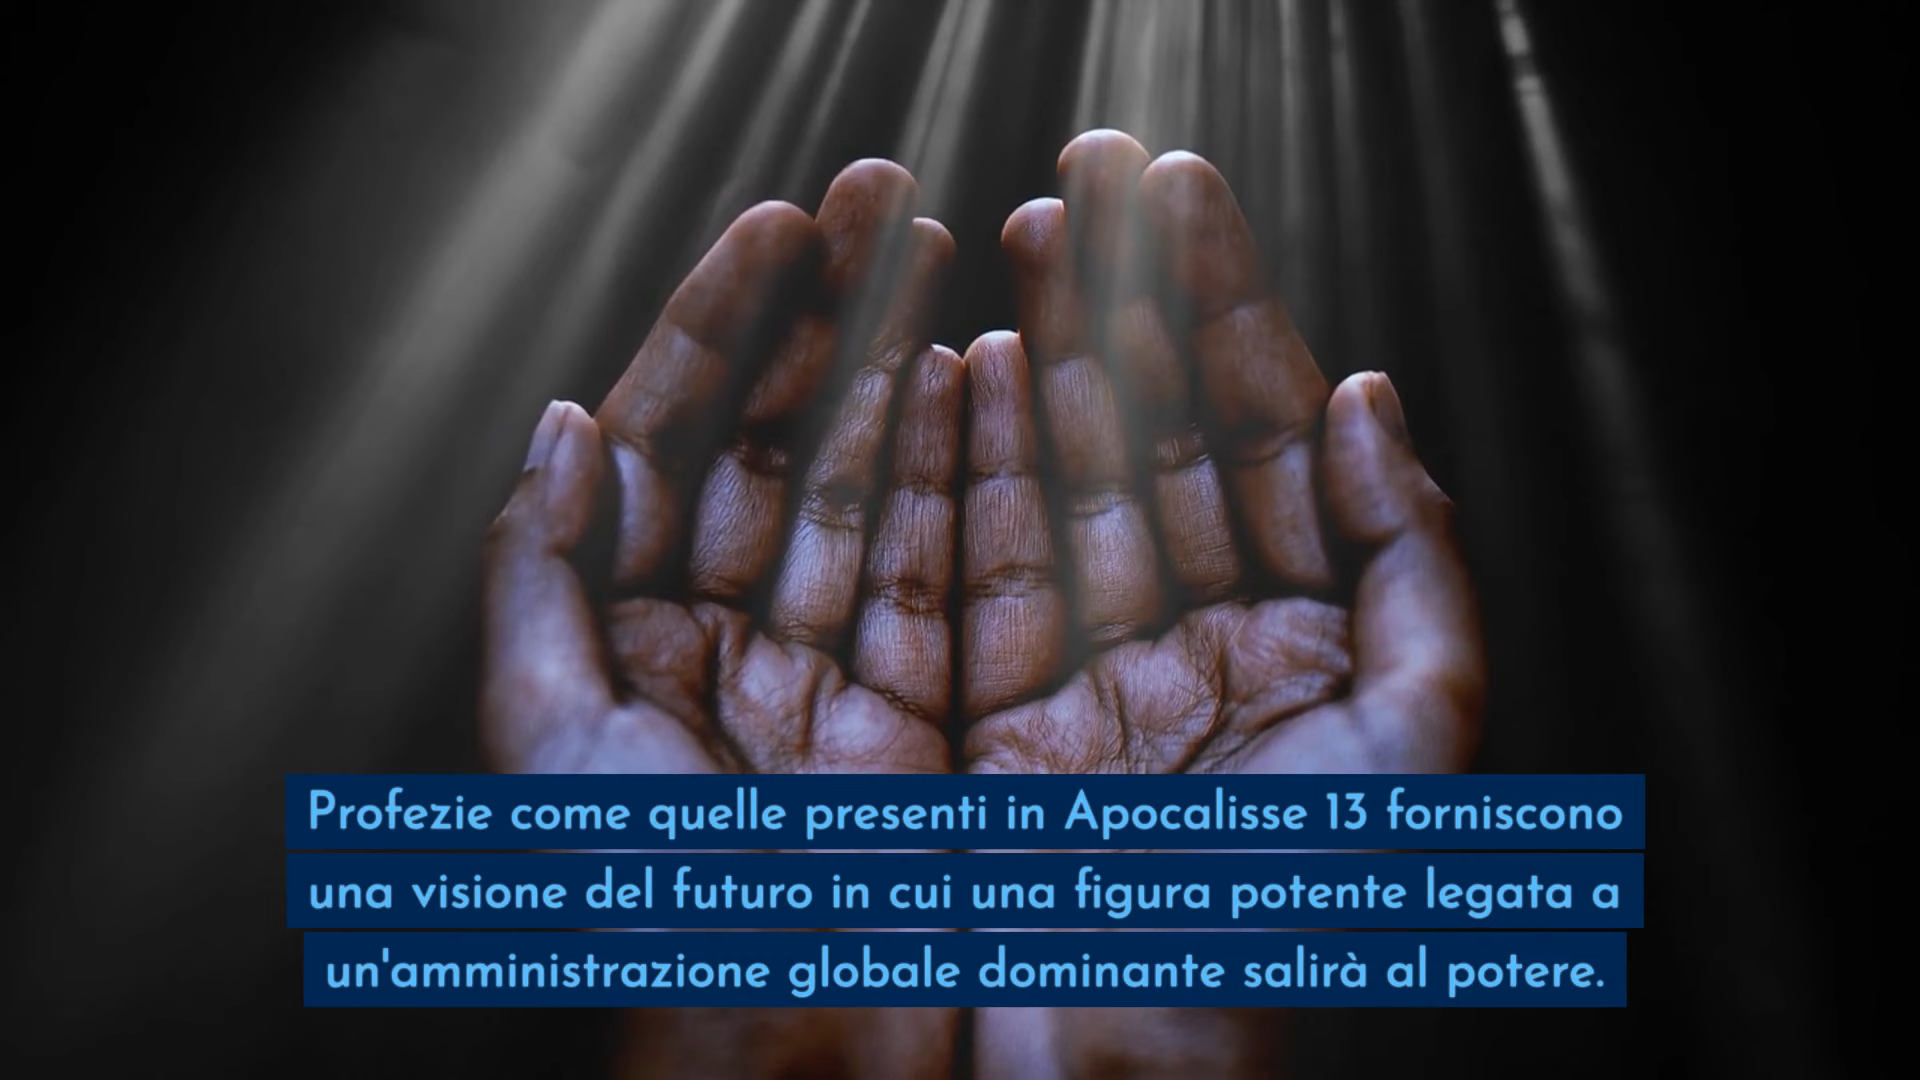 Profezie come quelle presenti in Apocalisse 13 forniscono
una visione del futuro in cui una figura potente legata a
un'amministrazione globale dominante salirà al potere.